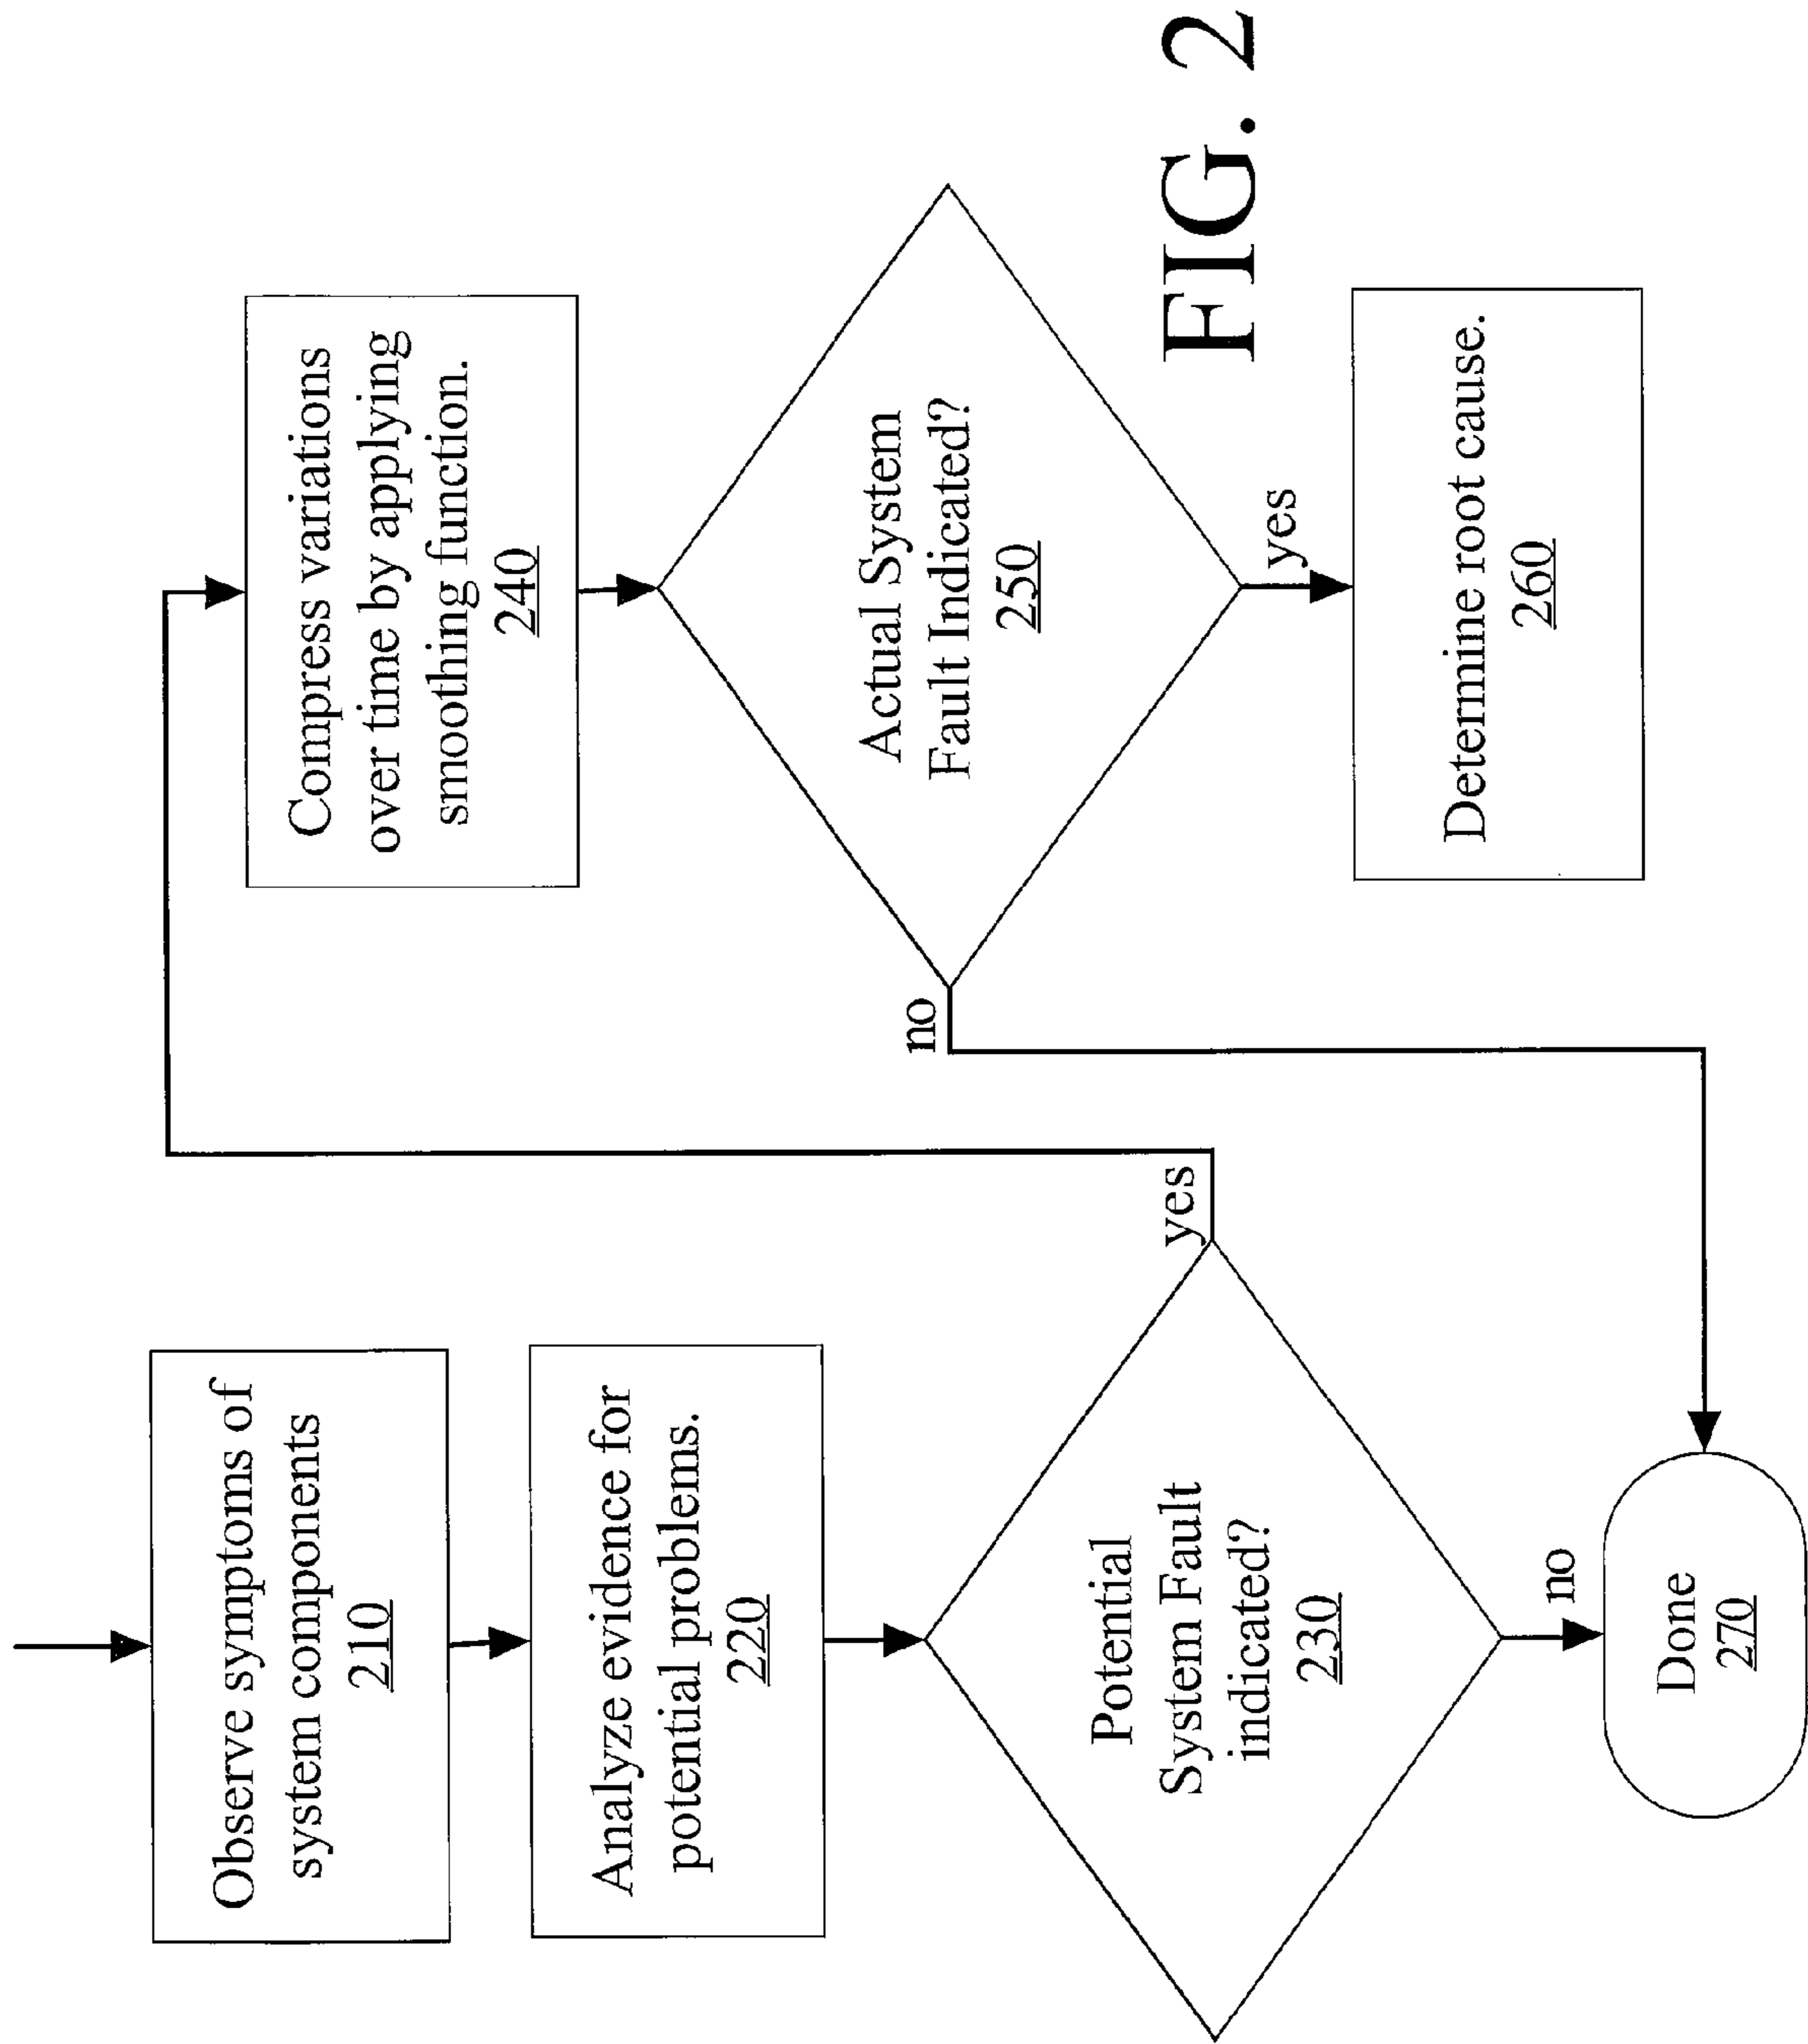 Observe symptoms of
system components
210
Analyze evidence for
potential problems.
220
Potential
System Fault
indicated?
230
yes
no
Done
270
Compress variations
over time by applying
smoothing function.
240
Actual System
Fault Indicated?
250
no
yes
Determine root cause.
260
FIG. 2